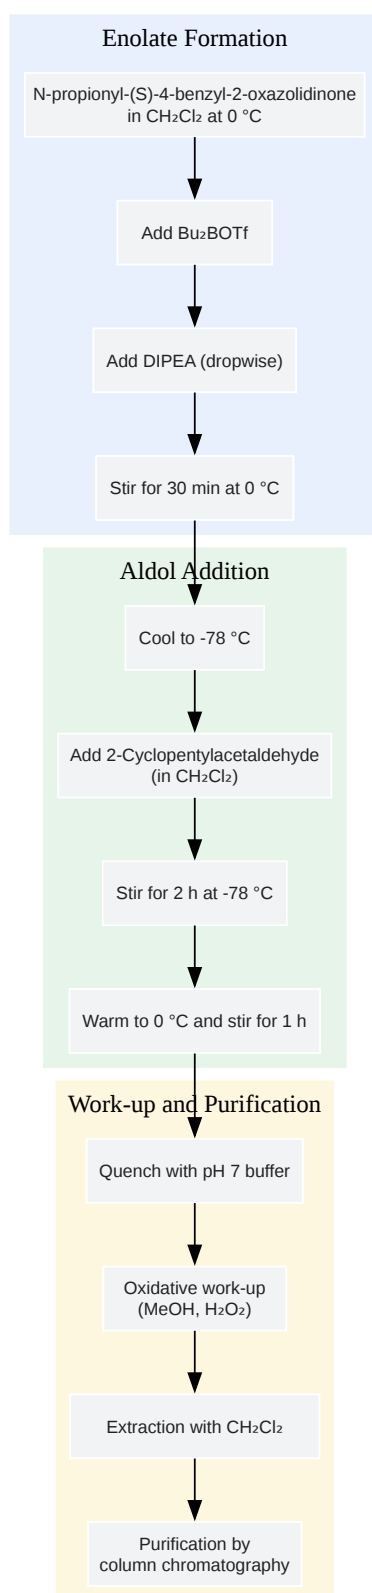 Enolate Formation
N-propionyl-(S)-4-benzyl-2-oxazolidinone
in CH₂Cl₂ at 0 °C
Add Bu₂BOTf
Add DIPEA (dropwise)
Stir for 30 min at 0 °C
Aldol Addition
Cool to -78 °C
Add 2-Cyclopentylacetaldehyde
(in CH₂Cl₂)
Stir for 2 h at -78 °C
Warm to 0 °C and stir for 1 h
Work-up and Purification
Quench with pH 7 buffer
Oxidative work-up
(MeOH, H₂O₂)
Extraction with CH₂Cl₂
Purification by
column chromatography